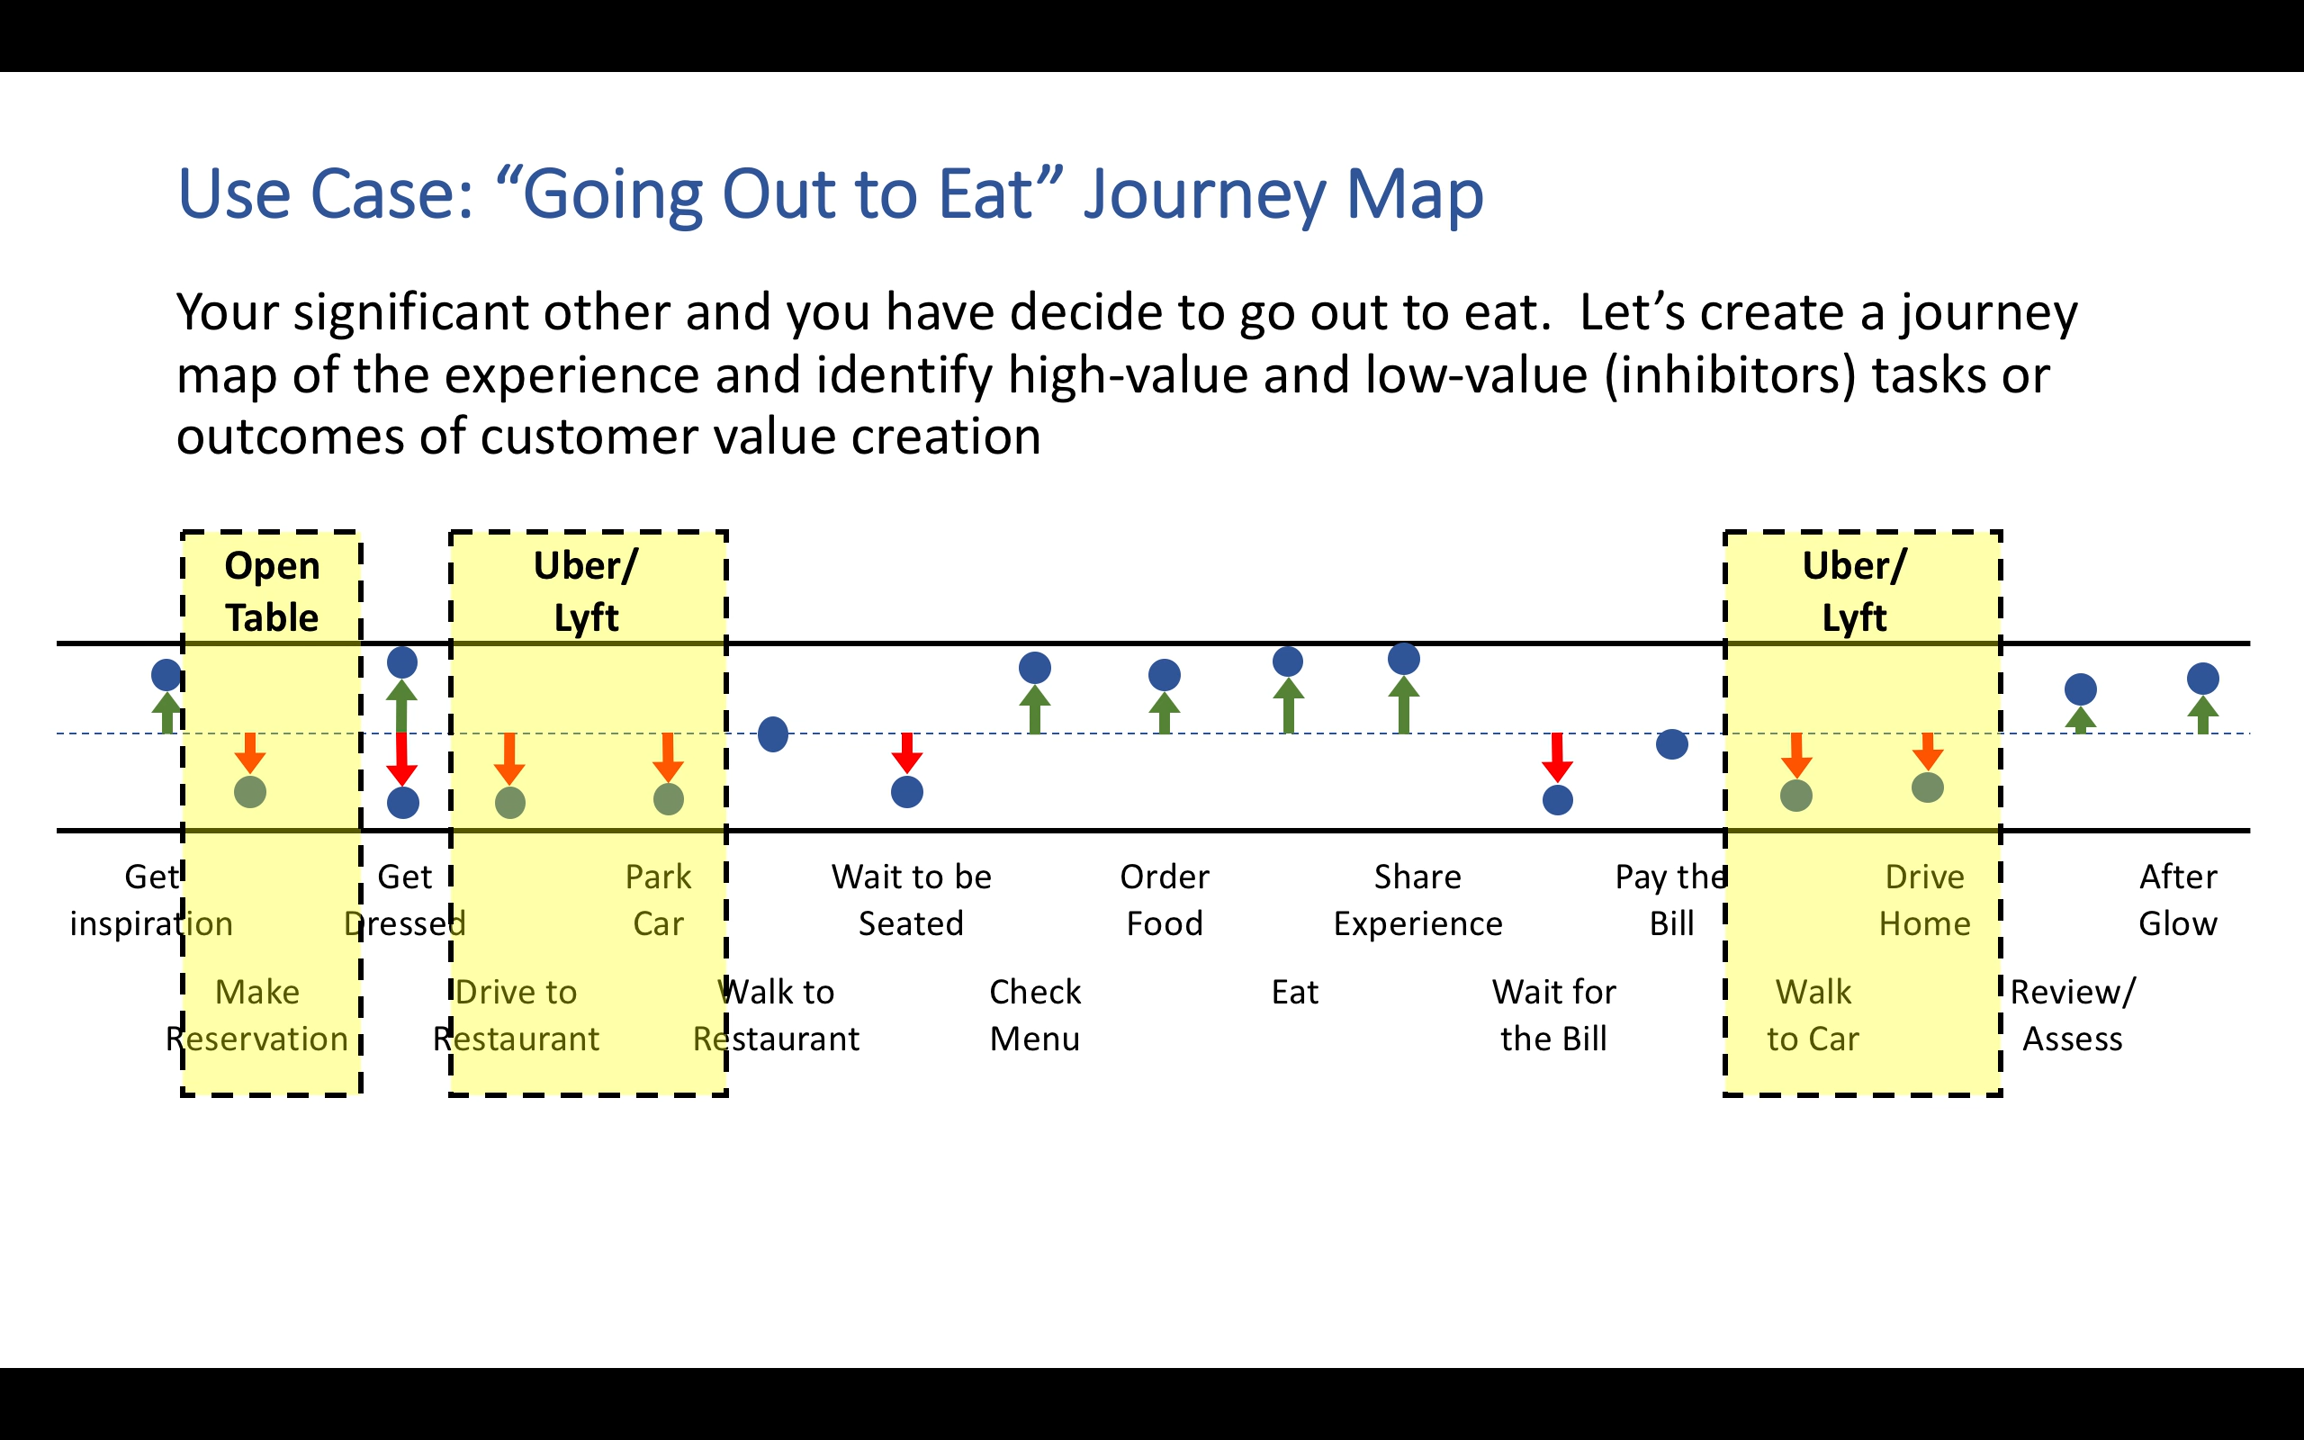 Use Case: “Going Out to Eat” Journey Map
Your significant other and you have decide to go out to eat.  Let’s create a journey
map of the experience and identify high-value and low-value (inhibitors) tasks or
outcomes of customer value creation
Open
Table
Uber/
Lyft
Uber/
Lyft
Get
inspiration
Get
Dressed
Park
Car
Wait to be
Seated
Order
Food
Share
Experience
Pay the
Bill
Drive
Home
After
Glow
Make
Reservation
Drive to
Restaurant
Walk to
Restaurant
Check
Menu
Eat
Wait for
the Bill
Walk
to Car
Review/
Assess